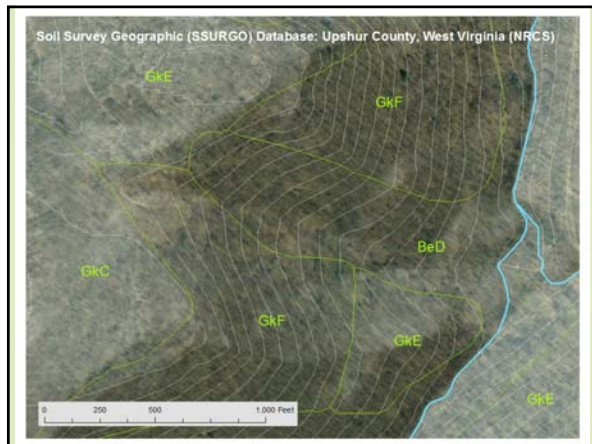 Soil Survey Geographic (SSURGO) Database: Upshur County, West Virginia (NRCS)
GkE
GkF
BeD
GkC
GkF
GkE
GkE
0 250 500 1,000 Feet